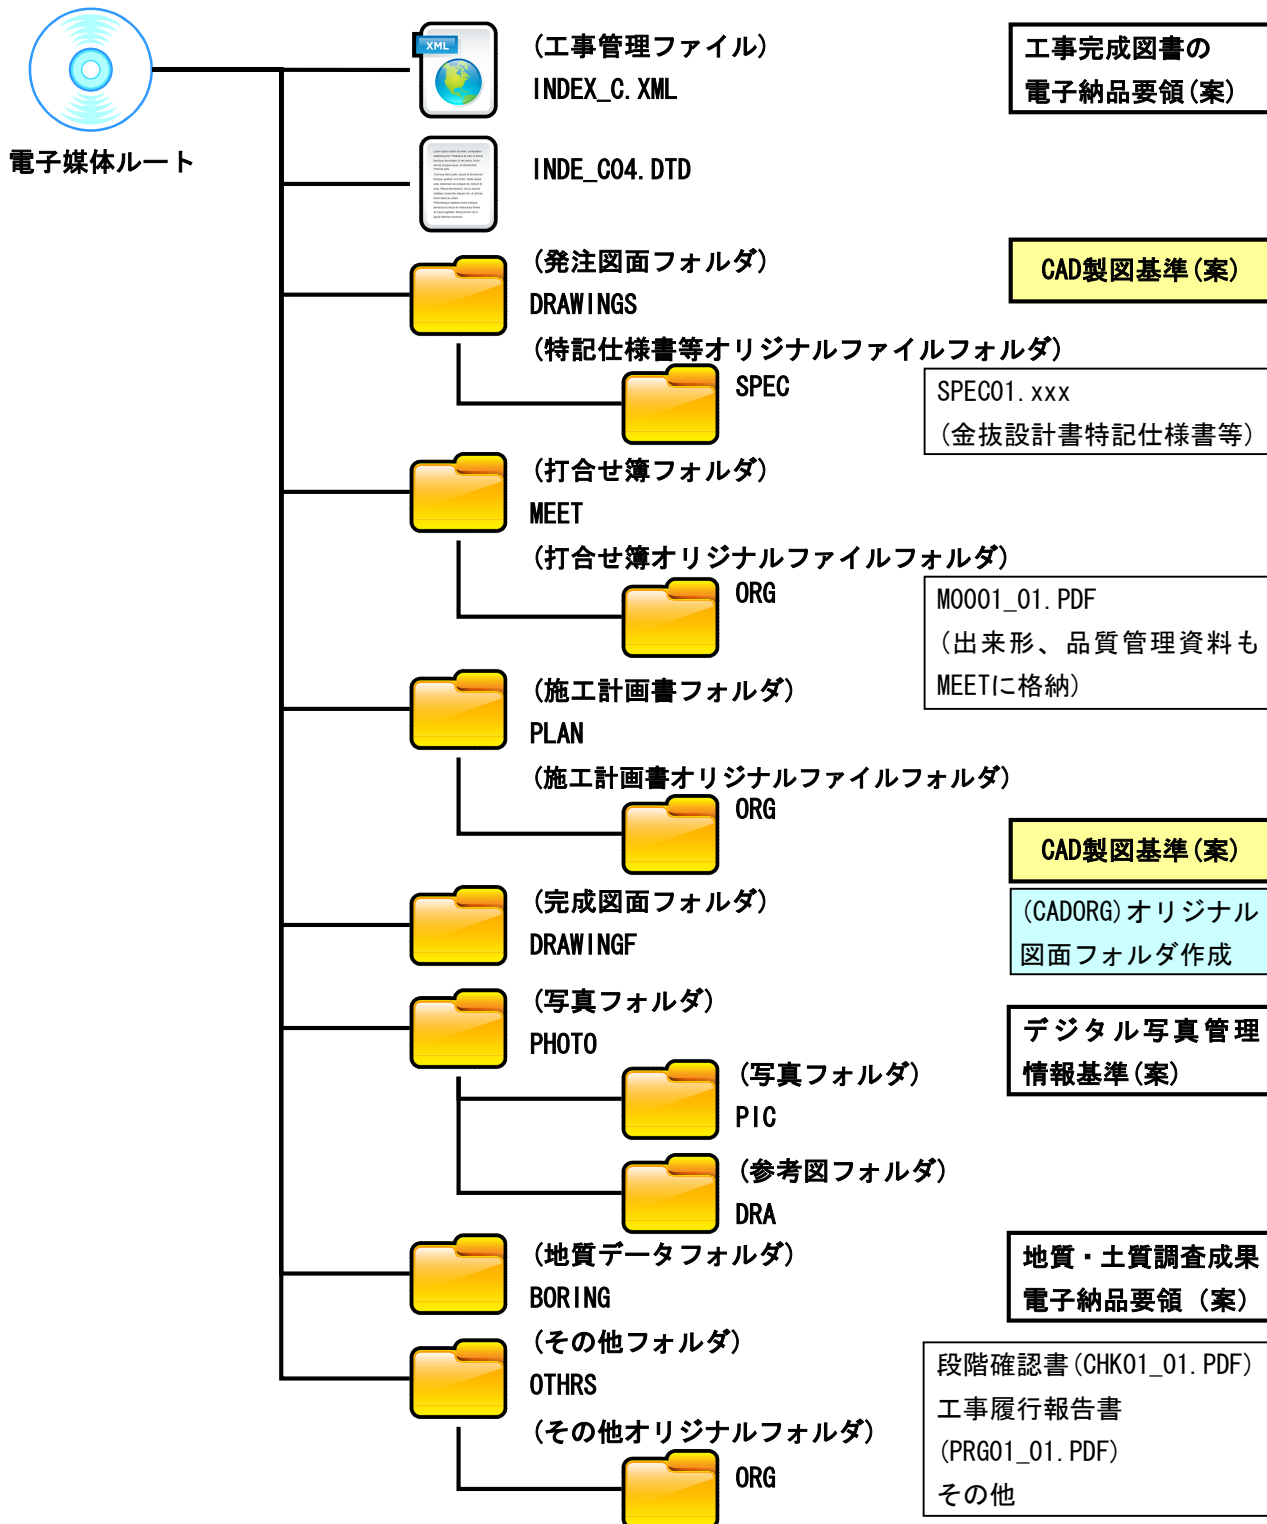 XML
(工事管理ファイル)
INDEX_C.XML
工事完成図書の
電子納品要領(案)
電子媒体ルート
INDE_C04.DTD
(発注図面フォルダ)
DRAWINGS
CAD製図基準(案)
(特記仕様書等オリジナルファイルフォルダ)
SPEC
SPEC01.xxx
(金抜設計書特記仕様書等)
(打合せ簿フォルダ)
MEET
(打合せ簿オリジナルファイルフォルダ)
ORG
M0001_01.PDF
(出来形、品質管理資料も
MEETに格納)
(施工計画書フォルダ)
PLAN
(施工計画書オリジナルファイルフォルダ)
ORG
CAD製図基準(案)
(CADORG)オリジナル
図面フォルダ作成
(完成図面フォルダ)
DRAWINGF
(写真フォルダ)
PHOTO
デジタル写真管理
情報基準(案)
(写真フォルダ)
PIC
(参考図フォルダ)
DRA
(地質データフォルダ)
BORING
地質・土質調査成果
電子納品要領（案）
(その他フォルダ)
OTHRS
(その他オリジナルフォルダ)
ORG
段階確認書(CHK01_01.PDF)
工事履行報告書
(PRG01_01.PDF)
その他